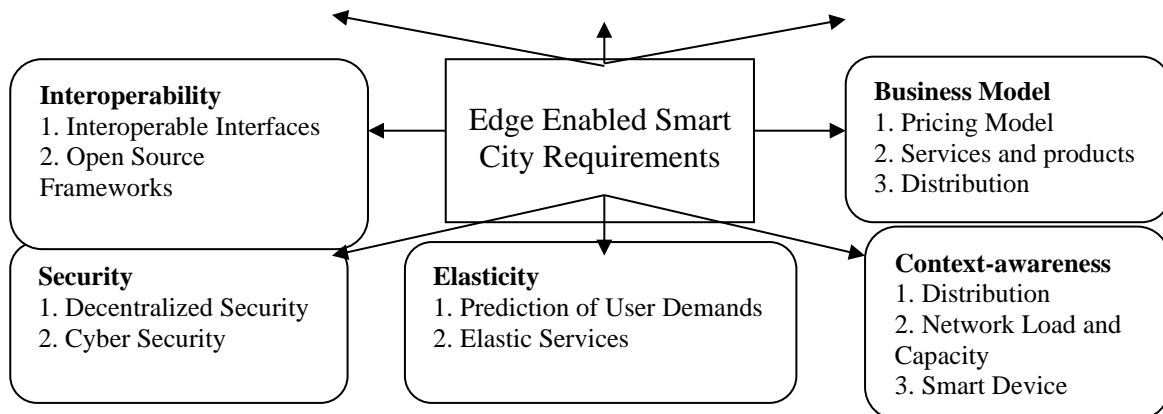 Interoperability
1. Interoperable Interfaces
2. Open Source
Frameworks
Edge Enabled Smart
City Requirements
Business Model
1. Pricing Model
2. Services and products
3. Distribution
Security
1. Decentralized Security
2. Cyber Security
Elasticity
1. Prediction of User Demands
2. Elastic Services
Context-awareness
1. Distribution
2. Network Load and
Capacity
3. Smart Device